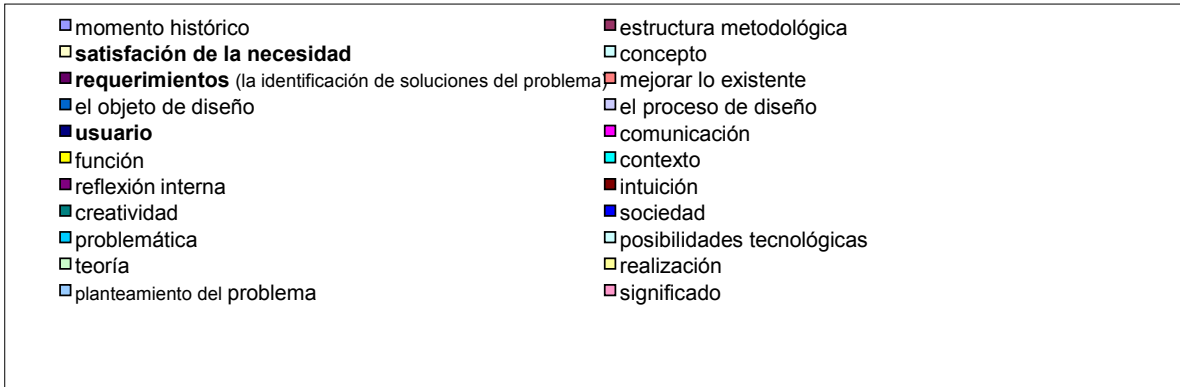 momento histórico
estructura metodológica
satisfación de la necesidad
concepto
requerimientos (la identificación de soluciones del problema)
mejorar lo existente
el objeto de diseño
el proceso de diseño
usuario
comunicación
función
contexto
reflexión interna
intuición
creatividad
sociedad
problemática
posibilidades tecnológicas
teoría
realización
planteamiento del problema
significado